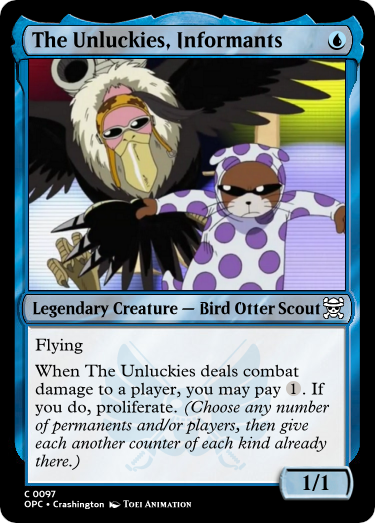 The Unluckies, Informants
Legendary Creature — Bird Otter Scout
Flying
When The Unluckies deals combat
damage to a player, you may pay 1. If
you do, proliferate. (Choose any number
of permanents and/or players, then give
each another counter of each kind already
there.)
1/1
C 0097
OPC • Crashington TOEI ANIMATION